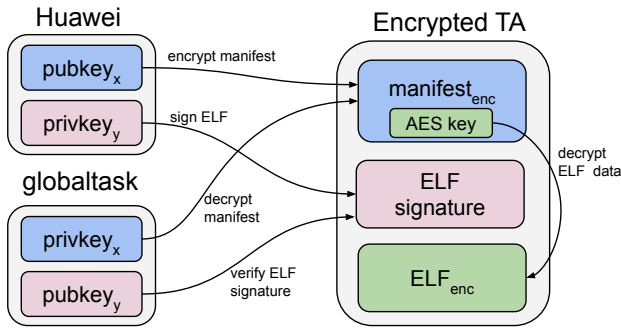 Huawei
pubkeyx
privkeyy
globaltask
privkeyx
pubkeyy
encrypt manifest
sign ELF
decrypt
manifest
verify ELF
signature
Encrypted TA
manifestenc
AES key
ELF
signature
ELFenc
decrypt
ELF data